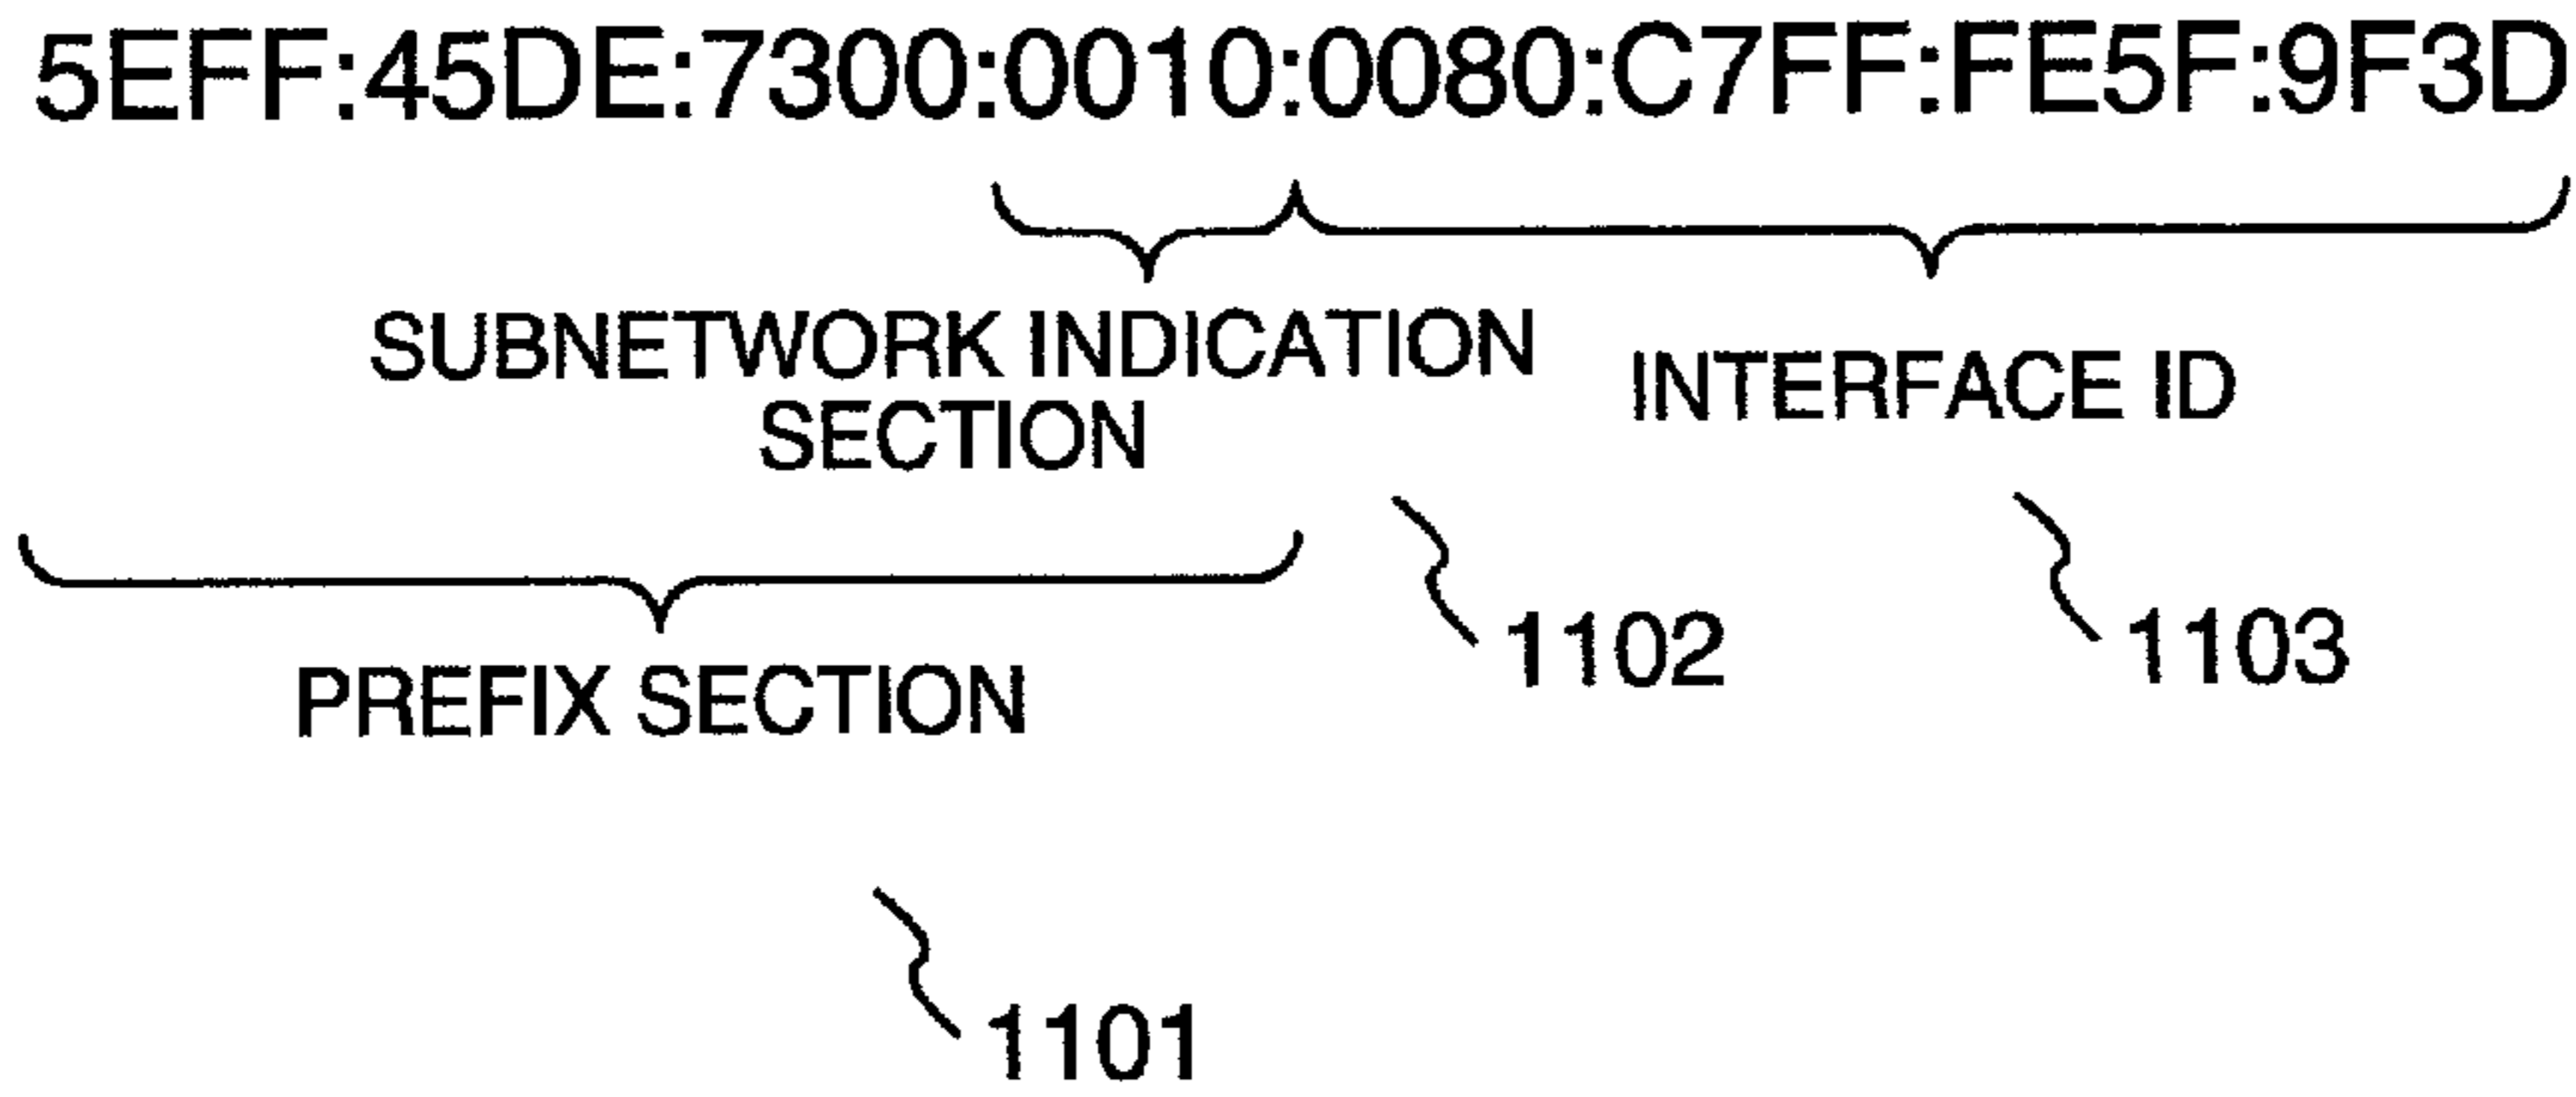 5EFF:45DE:7300:0010:0080:C7FF:FE5F:9F3D
SUBNETWORK INDICATION
SECTION
INTERFACE ID
1102
1103
PREFIX SECTION
1101